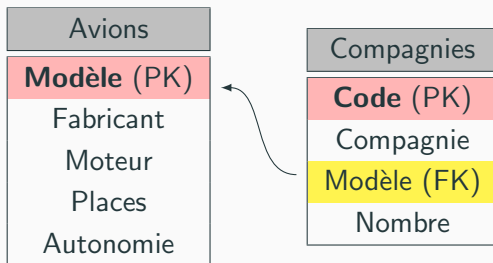 Avions
Modèle (PK)
Fabricant
Moteur
Places
Autonomie
Compagnies
Code (PK)
Compagnie
Modèle (FK)
Nombre